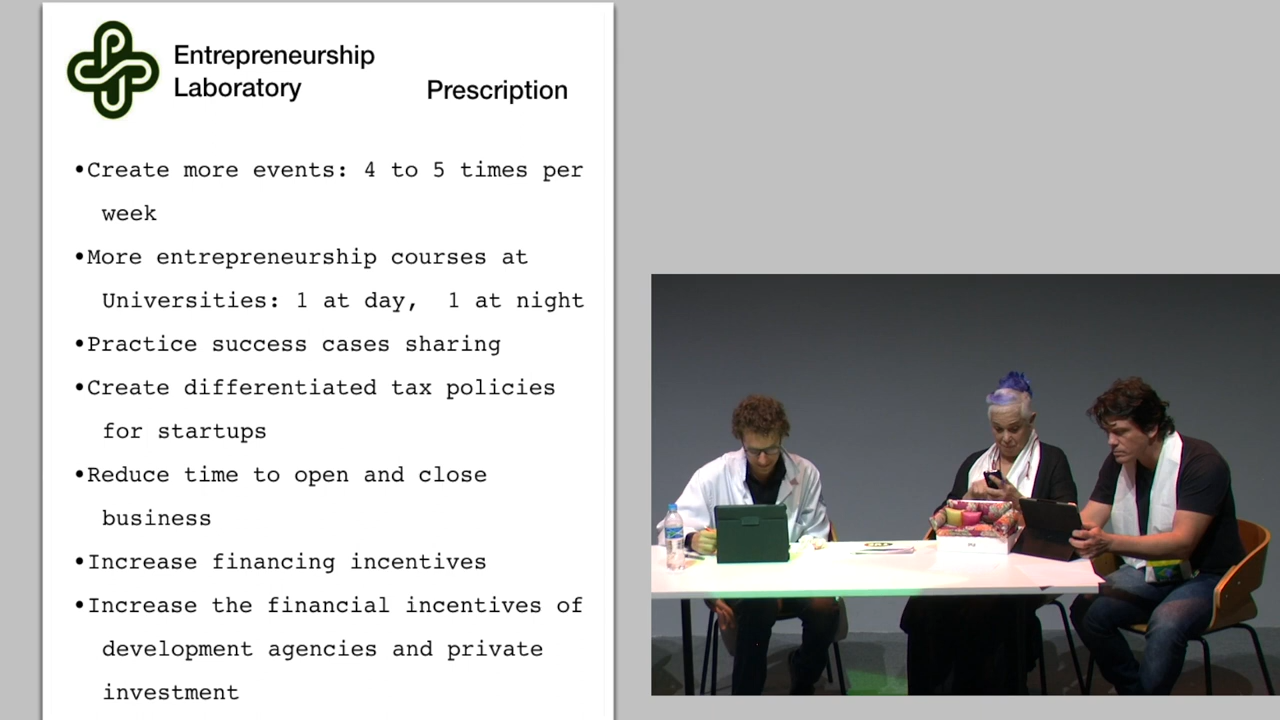 Entrepreneurship
Laboratory
Prescription
•Create more events: 4 to 5 times per
week
•More entrepreneurship courses at
Universities: 1 at day, 1 at night
•Practice success cases sharing
•Create differentiated tax policies
for startups
•Reduce time to open and close
business
•Increase financing incentives
•Increase the financial incentives of
development agencies and private
investment